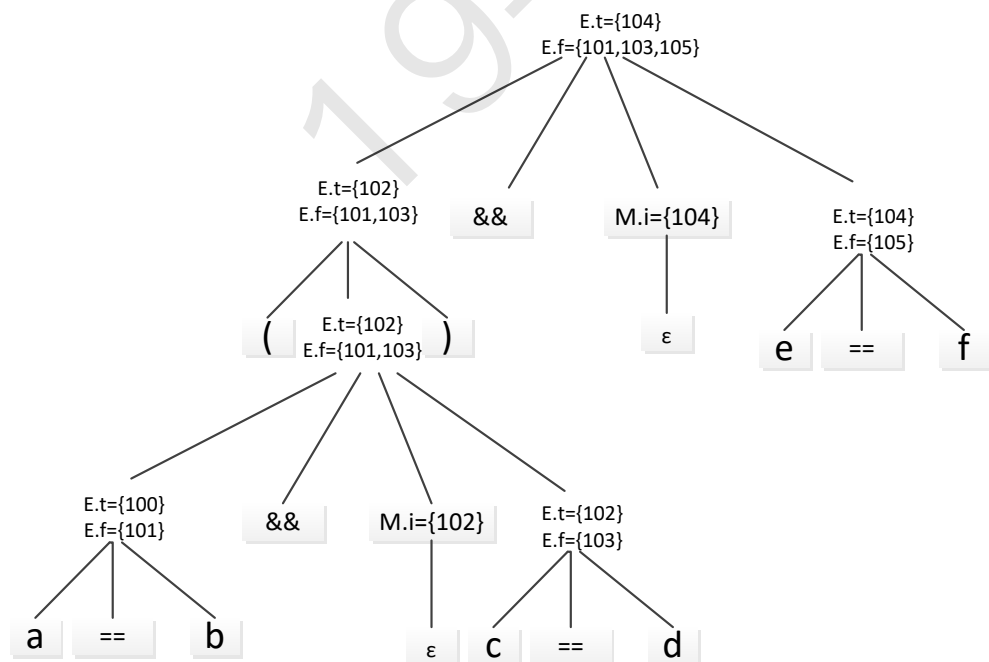 E.t={104}
E.f={101,103,105}
E.t={102}
E.f={101,103}
&&
M.i={104}
E.t={104}
E.f={105}
(
E.t={102}
E.f={101,103}
)
ε
e
==
f
E.t={100}
E.f={101}
&&
M.i={102}
E.t={102}
E.f={103}
a
==
b
ε
c
==
d